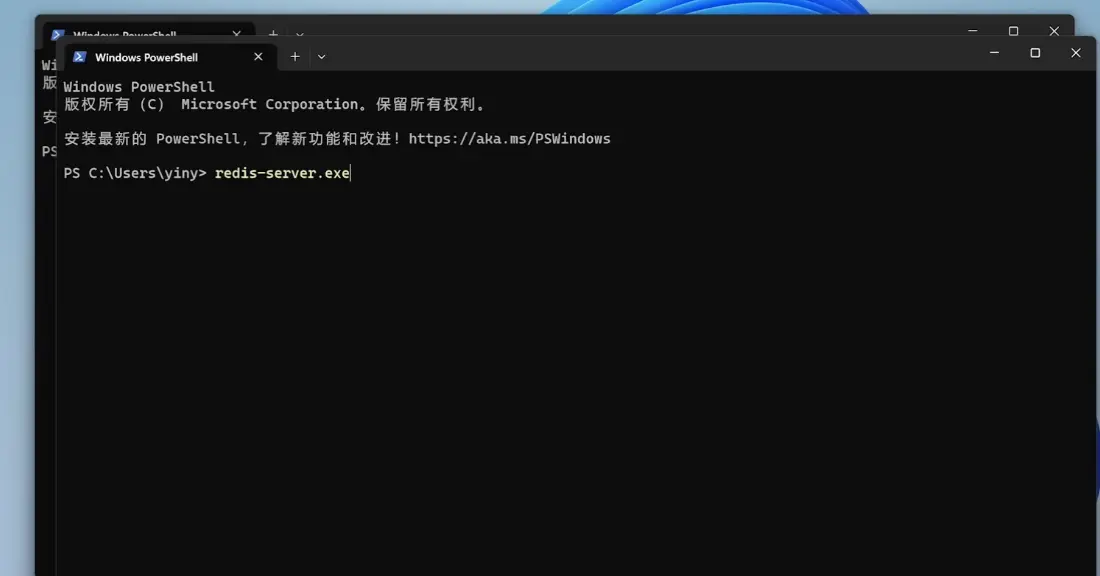 Windows PowerShell
Windows PowerShell
Windows PowerShell
版权所有 (C) Microsoft Corporation。保留所有权利。
安装最新的 PowerShell,了解新功能和改进!https://aka.ms/PSWindows
PS C:\Users\yiny> redis-server.exe
Wi
版
安
PS